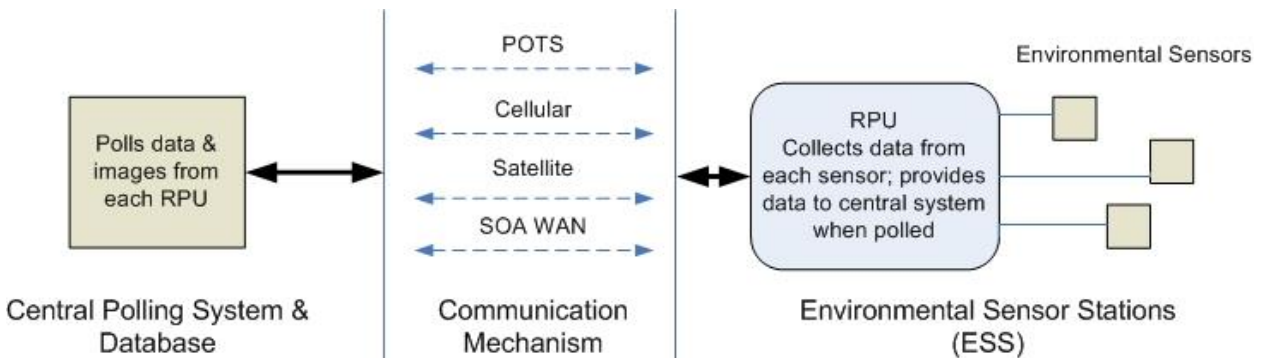 Polls data &
images from
each RPU
Central Polling System &
Database
POTS
Cellular
Satellite
SOA WAN
Communication
Mechanism
Environmental Sensors
RPU
Collects data from
each sensor; provides
data to central system
when polled
Environmental Sensor Stations
(ESS)